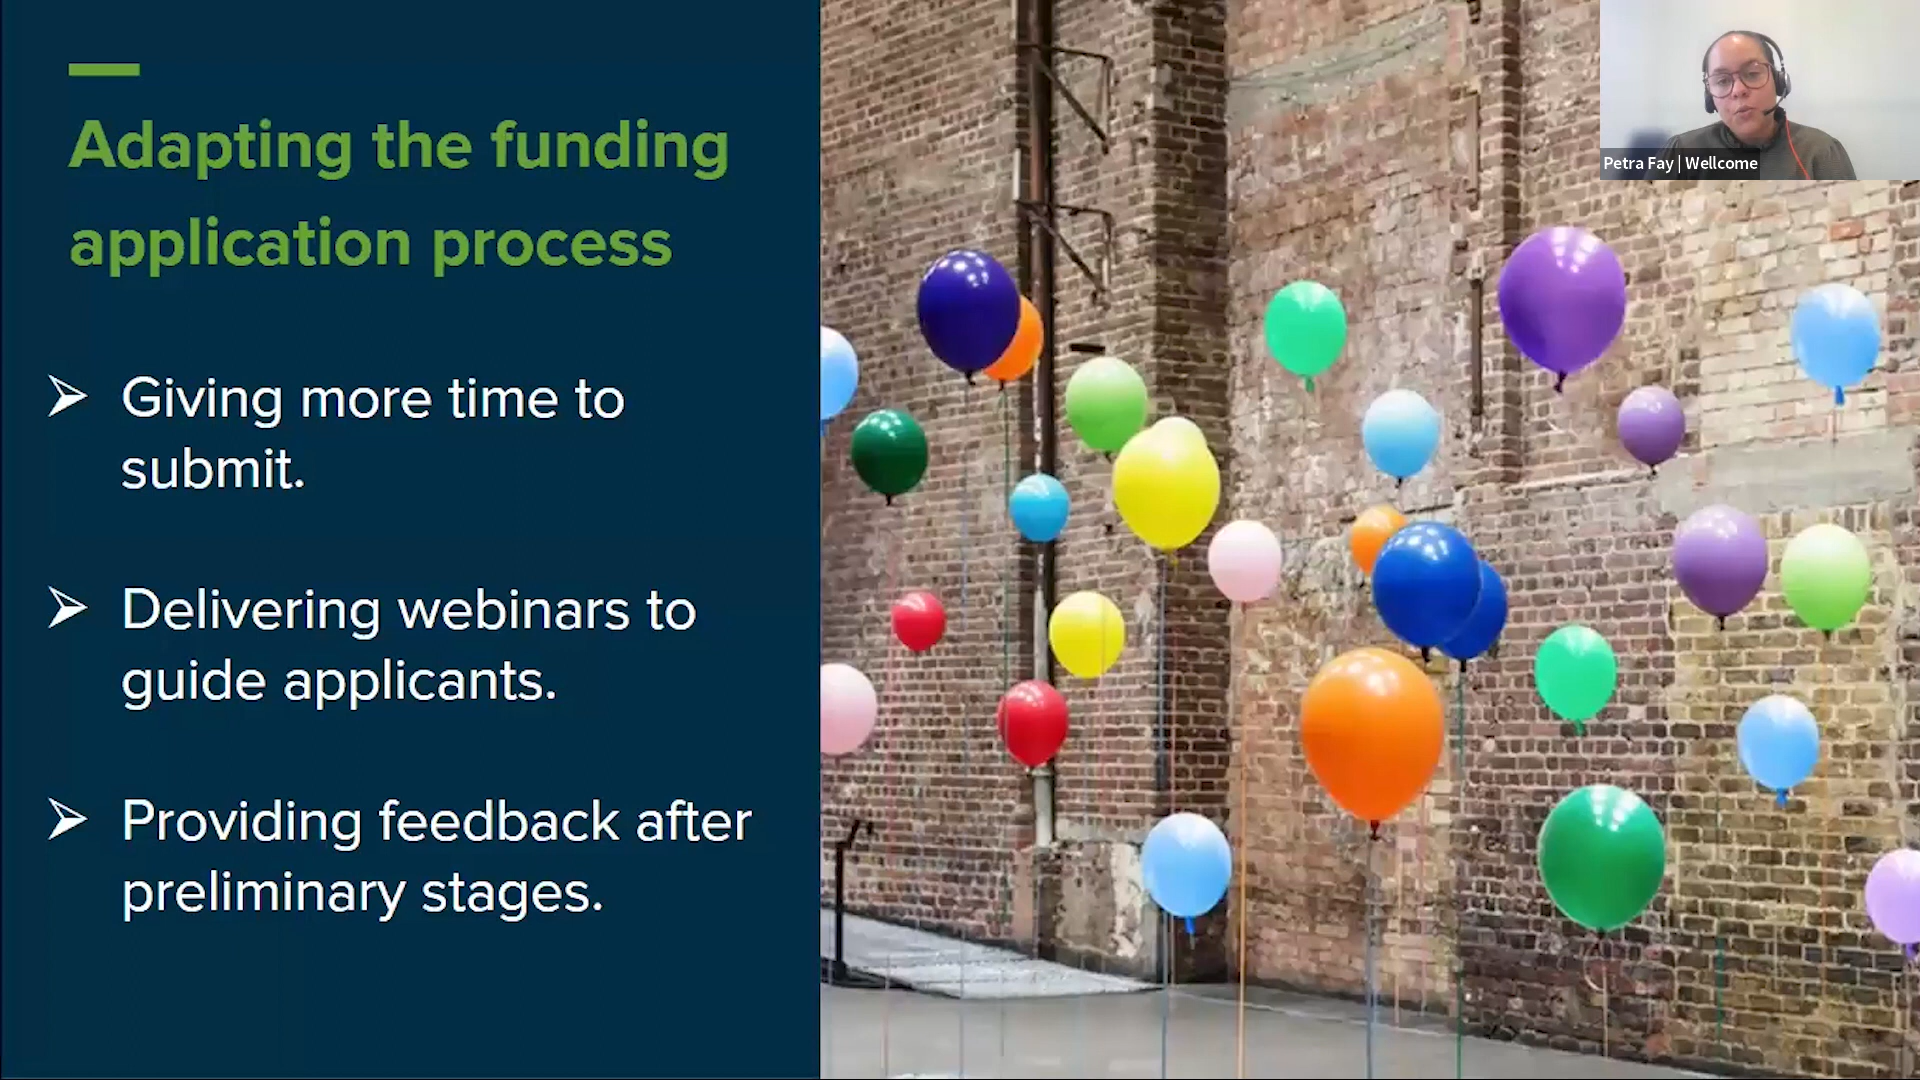 Adapting the funding
application process
Giving more time to
submit.
Delivering webinars to
guide applicants.
Providing feedback after
preliminary stages.
Petra Fay | Wellcome